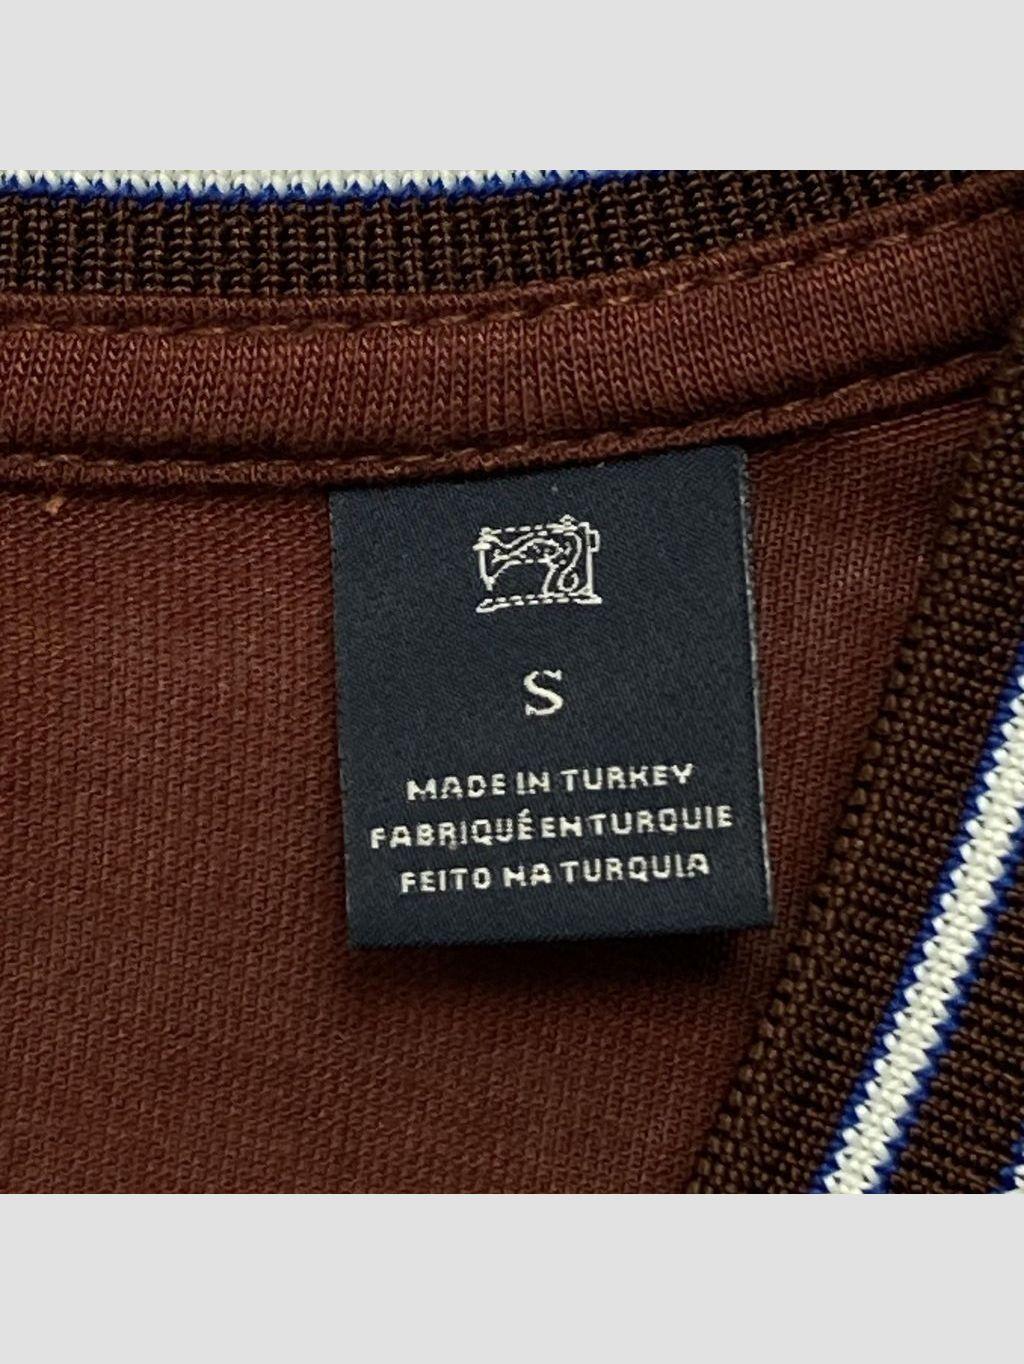 S
MADE IN TURKEY
FABRIQUÉ EN TURQUIE
FEITO NA TURQUIA